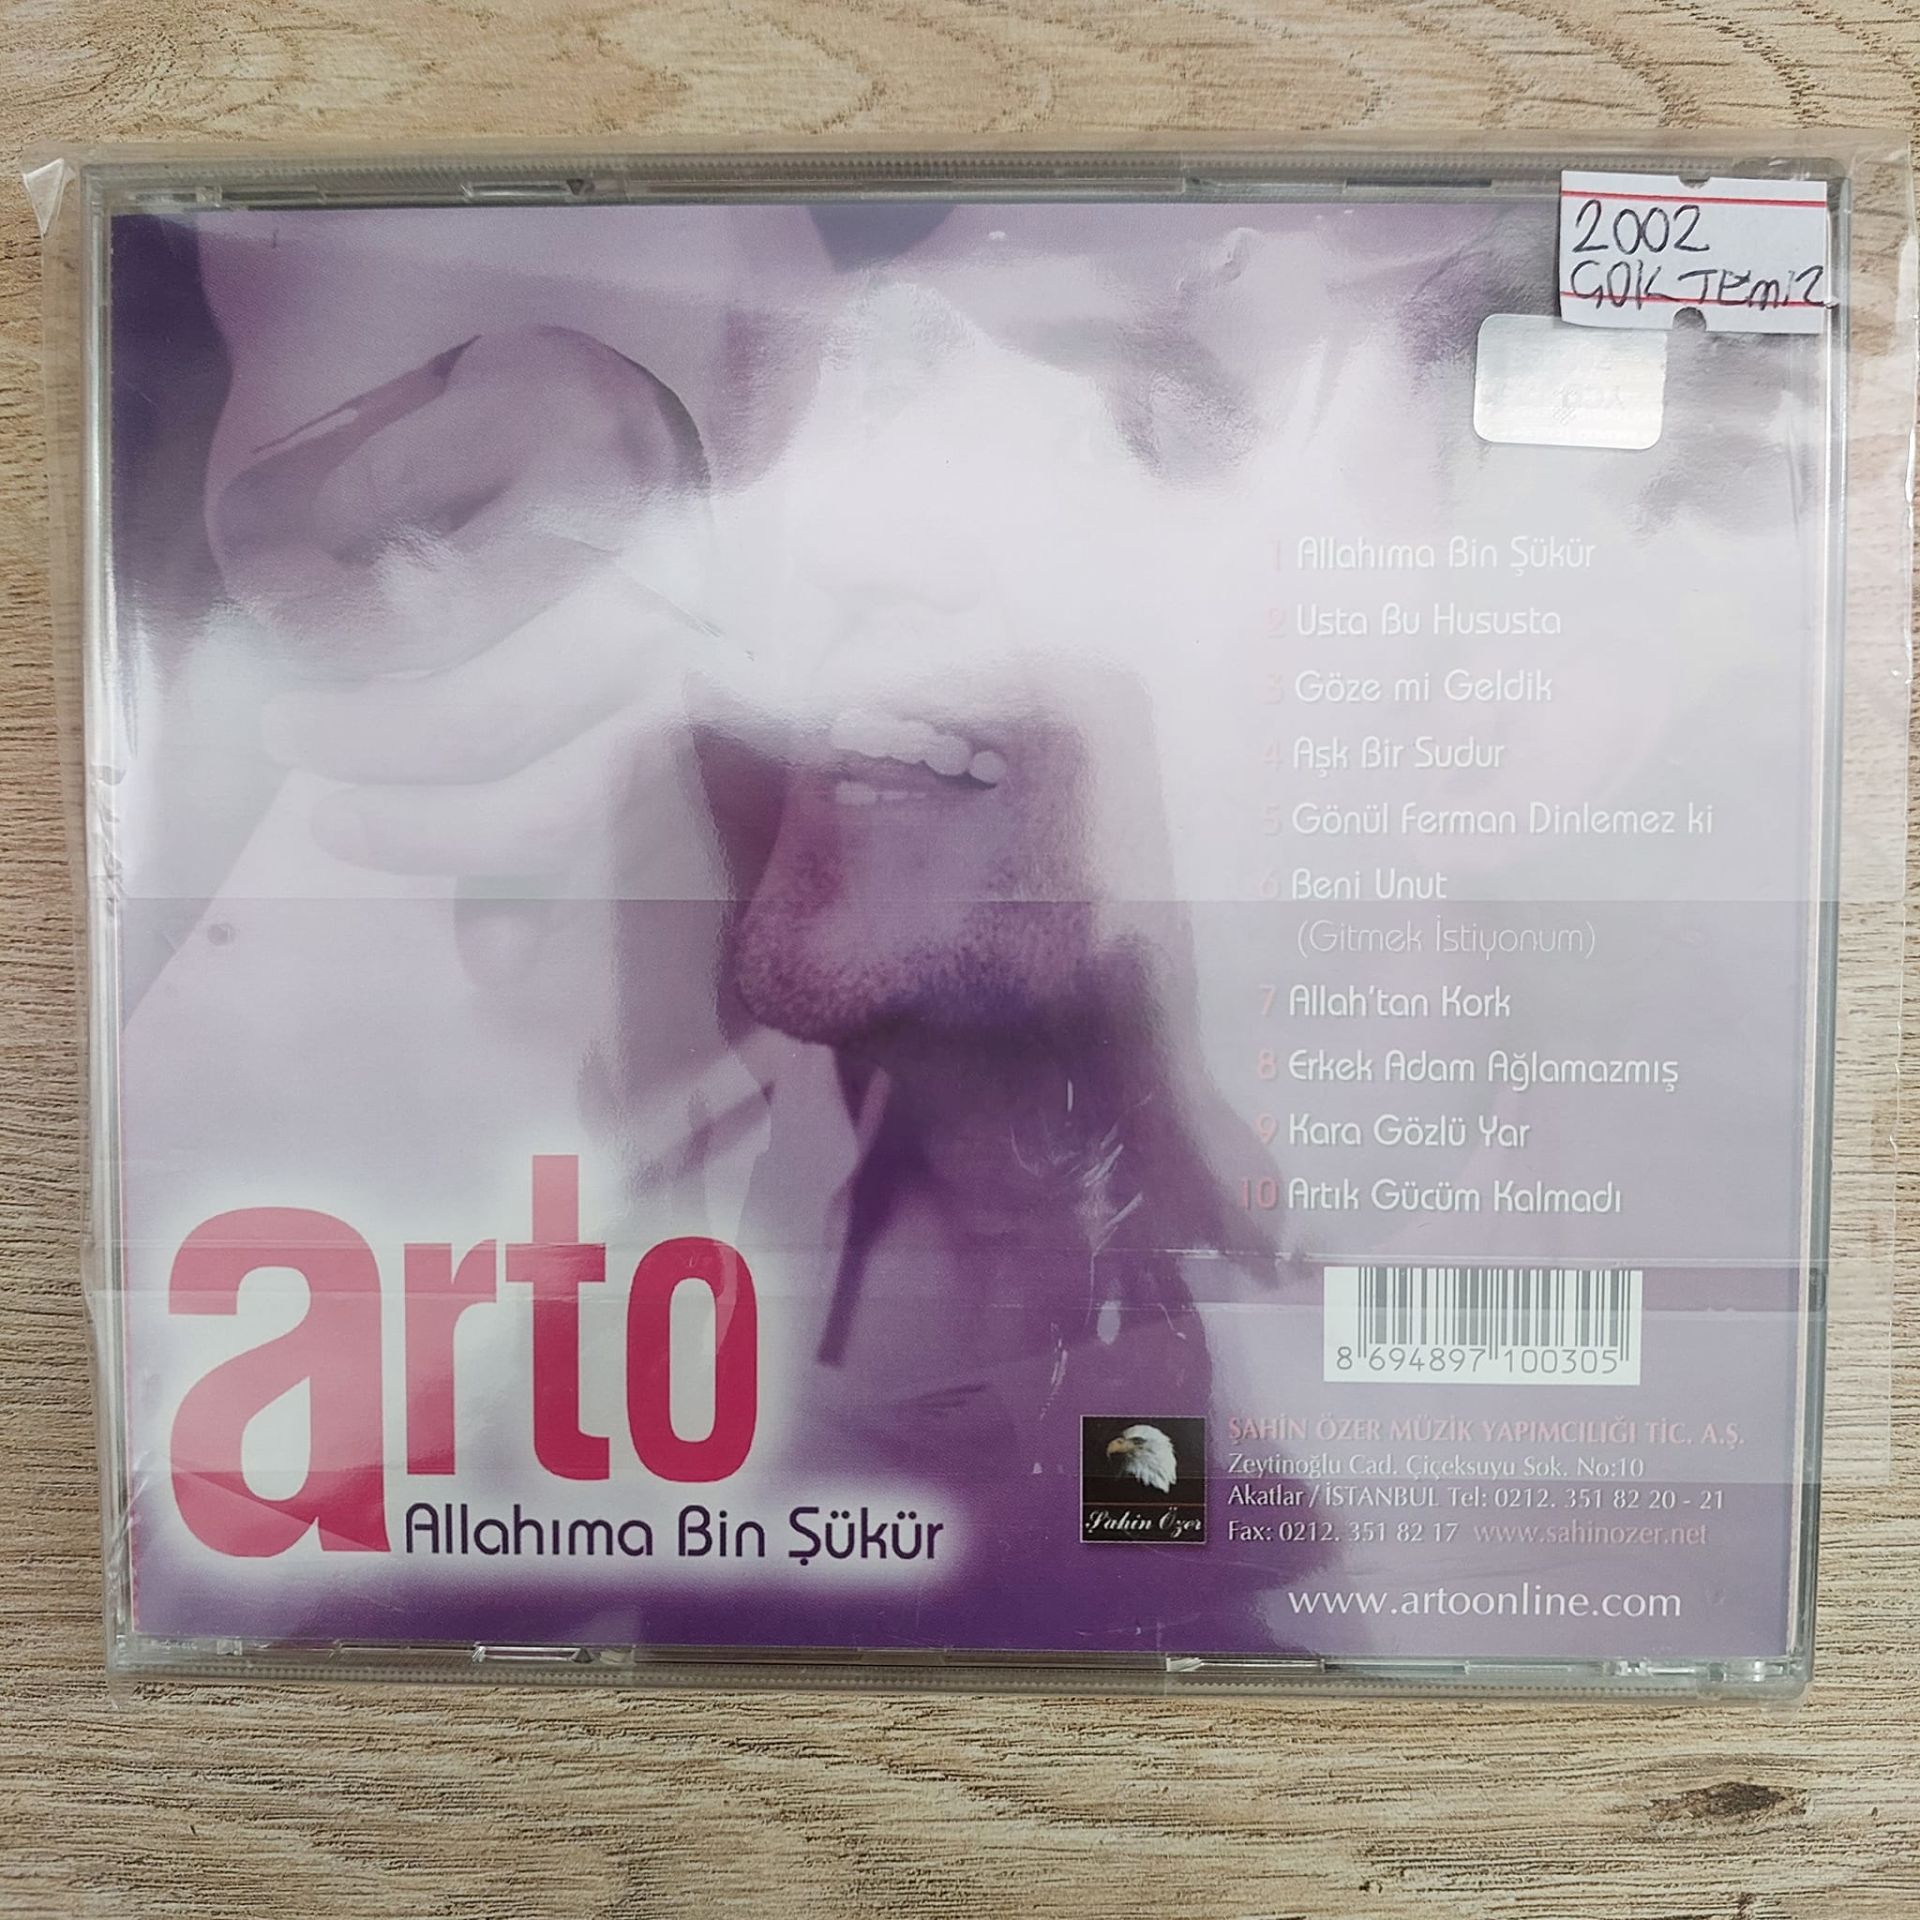 2002
ÇOK TEMİZ
1 Allahıma Bin Şükür
2 Usta Bu Hususta
3 Göze mi Geldik
4 Aşk Bir Sudur
5 Gönül Ferman Dinlemez ki
6 Beni Unut
(Gitmek İstiyonum)
7 Allah'tan Kork
8 Erkek Adam Ağlamazmış
9 Kara Gözlü Yar
10 Artık Gücüm Kalmadı
arto
Allahıma Bin Şükür
8 694897 100305
Şahin Özer
ŞAHİN ÖZER MÜZİK YAPIMCILIĞI TİC. A.Ş.
Zeytinoğlu Cad. Çiçeksuyu Sok. No:10
Akatlar / İSTANBUL Tel: 0212. 351 82 20 - 21
Fax: 0212. 351 82 17 www.sahinozer.net
www.artoonline.com